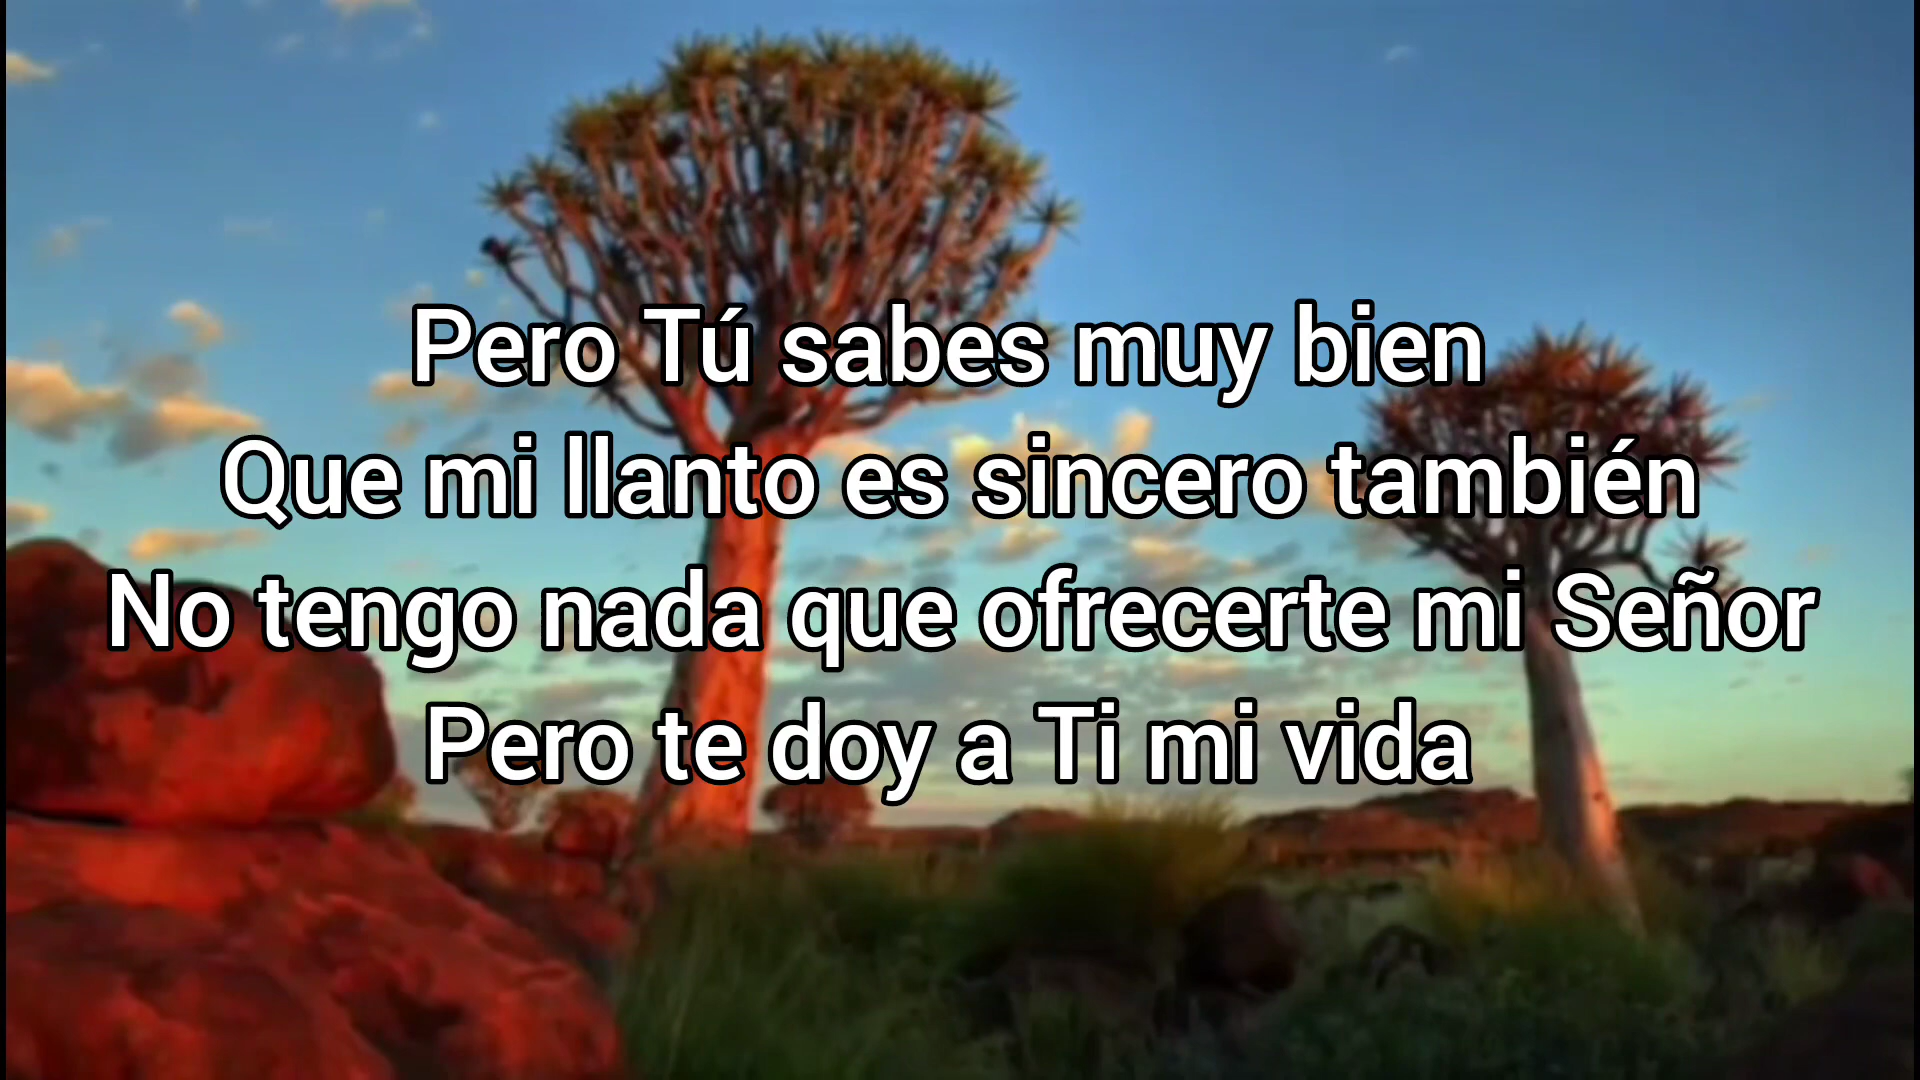 Pero Tú sabes muy bien
Que mi llanto es sincero también
No tengo nada que ofrecerte mi Señor
Pero te doy a Ti mi vida